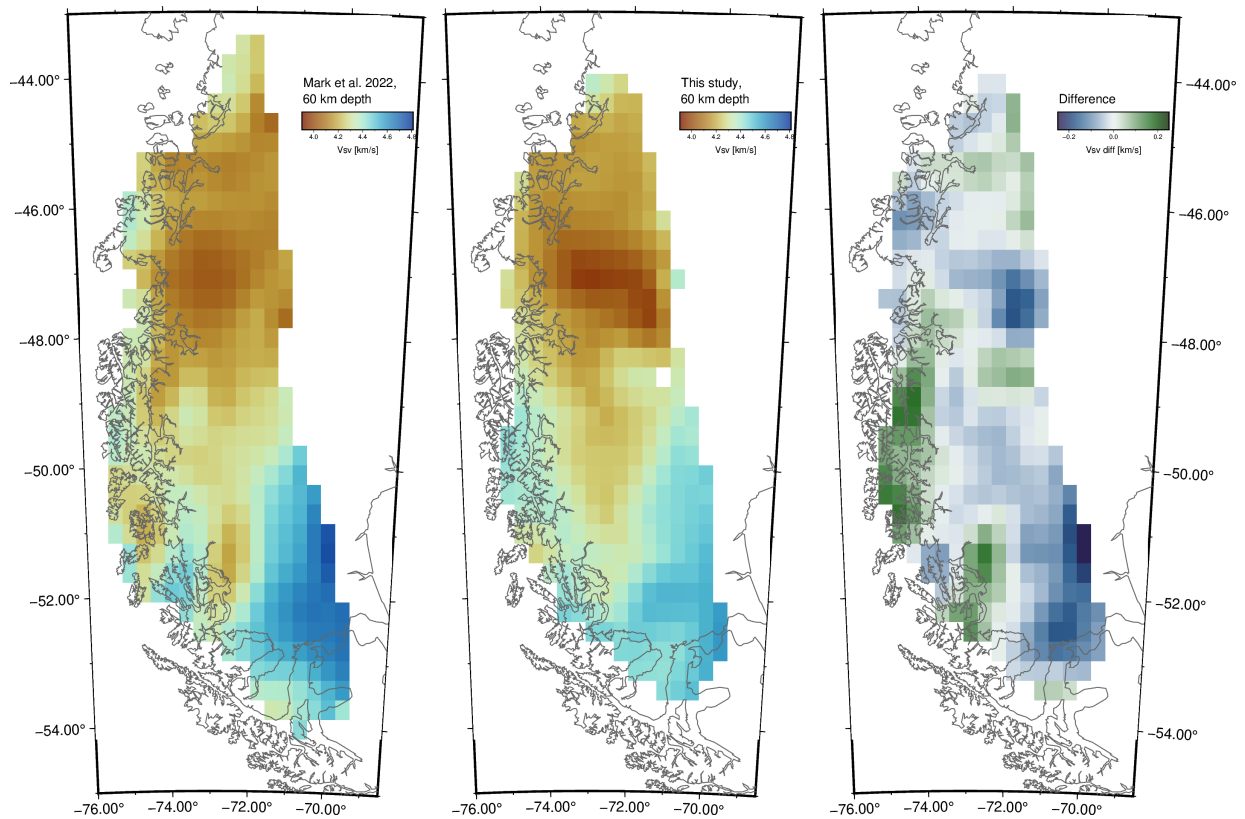 Mark et al. 2022,
60 km depth
4.0 4.2 4.4 4.6 4.8
Vsv [km/s]
This study,
60 km depth
4.0 4.2 4.4 4.6 4.8
Vsv [km/s]
Difference
−0.2 0.0 0.2
Vsv diff [km/s]
−44.00° −44.00°
−46.00° −46.00°
−48.00° −48.00°
−50.00° −50.00°
−52.00° −52.00°
−54.00° −54.00°
−76.00° −74.00° −72.00° −70.00° −76.00° −74.00° −72.00° −70.00° −76.00° −74.00° −72.00° −70.00°